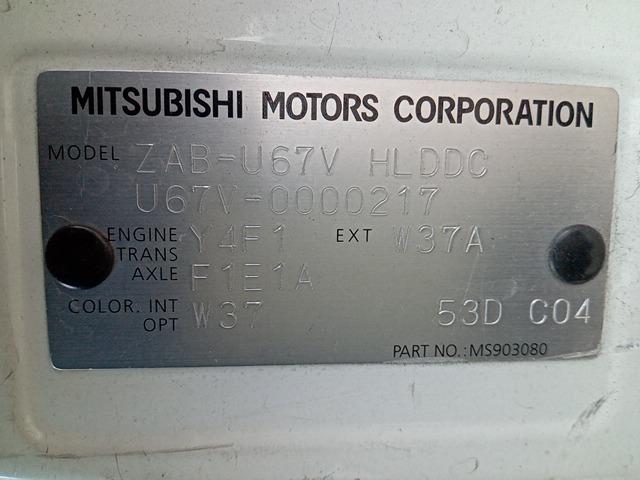 MITSUBISHI MOTORS CORPORATION
MODEL ZAB-U67V HLDDC
U67V-0000217
ENGINE Y4F1 EXT W37A
TRANS AXLE F1E1A
COLOR. INT OPT W37 53D C04
PART NO.: MS903080